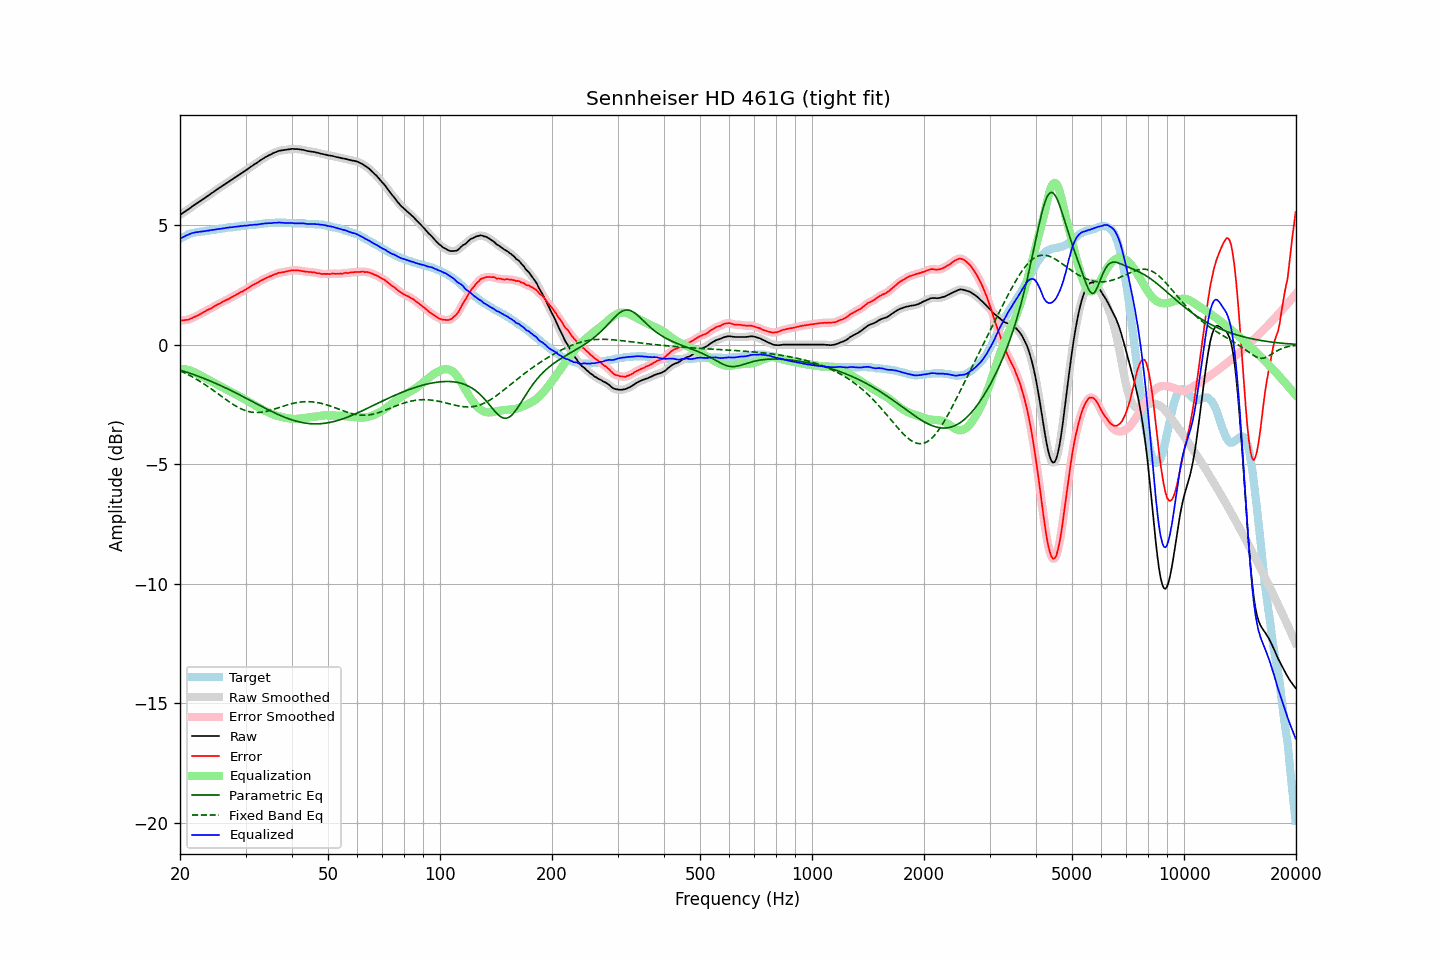 Sennheiser HD 461G (tight fit)
Amplitude (dBr)
5
0
−5
−10
−15
−20
Target
Raw Smoothed
Error Smoothed
Raw
Error
Equalization
Parametric Eq
Fixed Band Eq
Equalized
20 50 100 200 500 1000 2000 5000 10000 20000
Frequency (Hz)